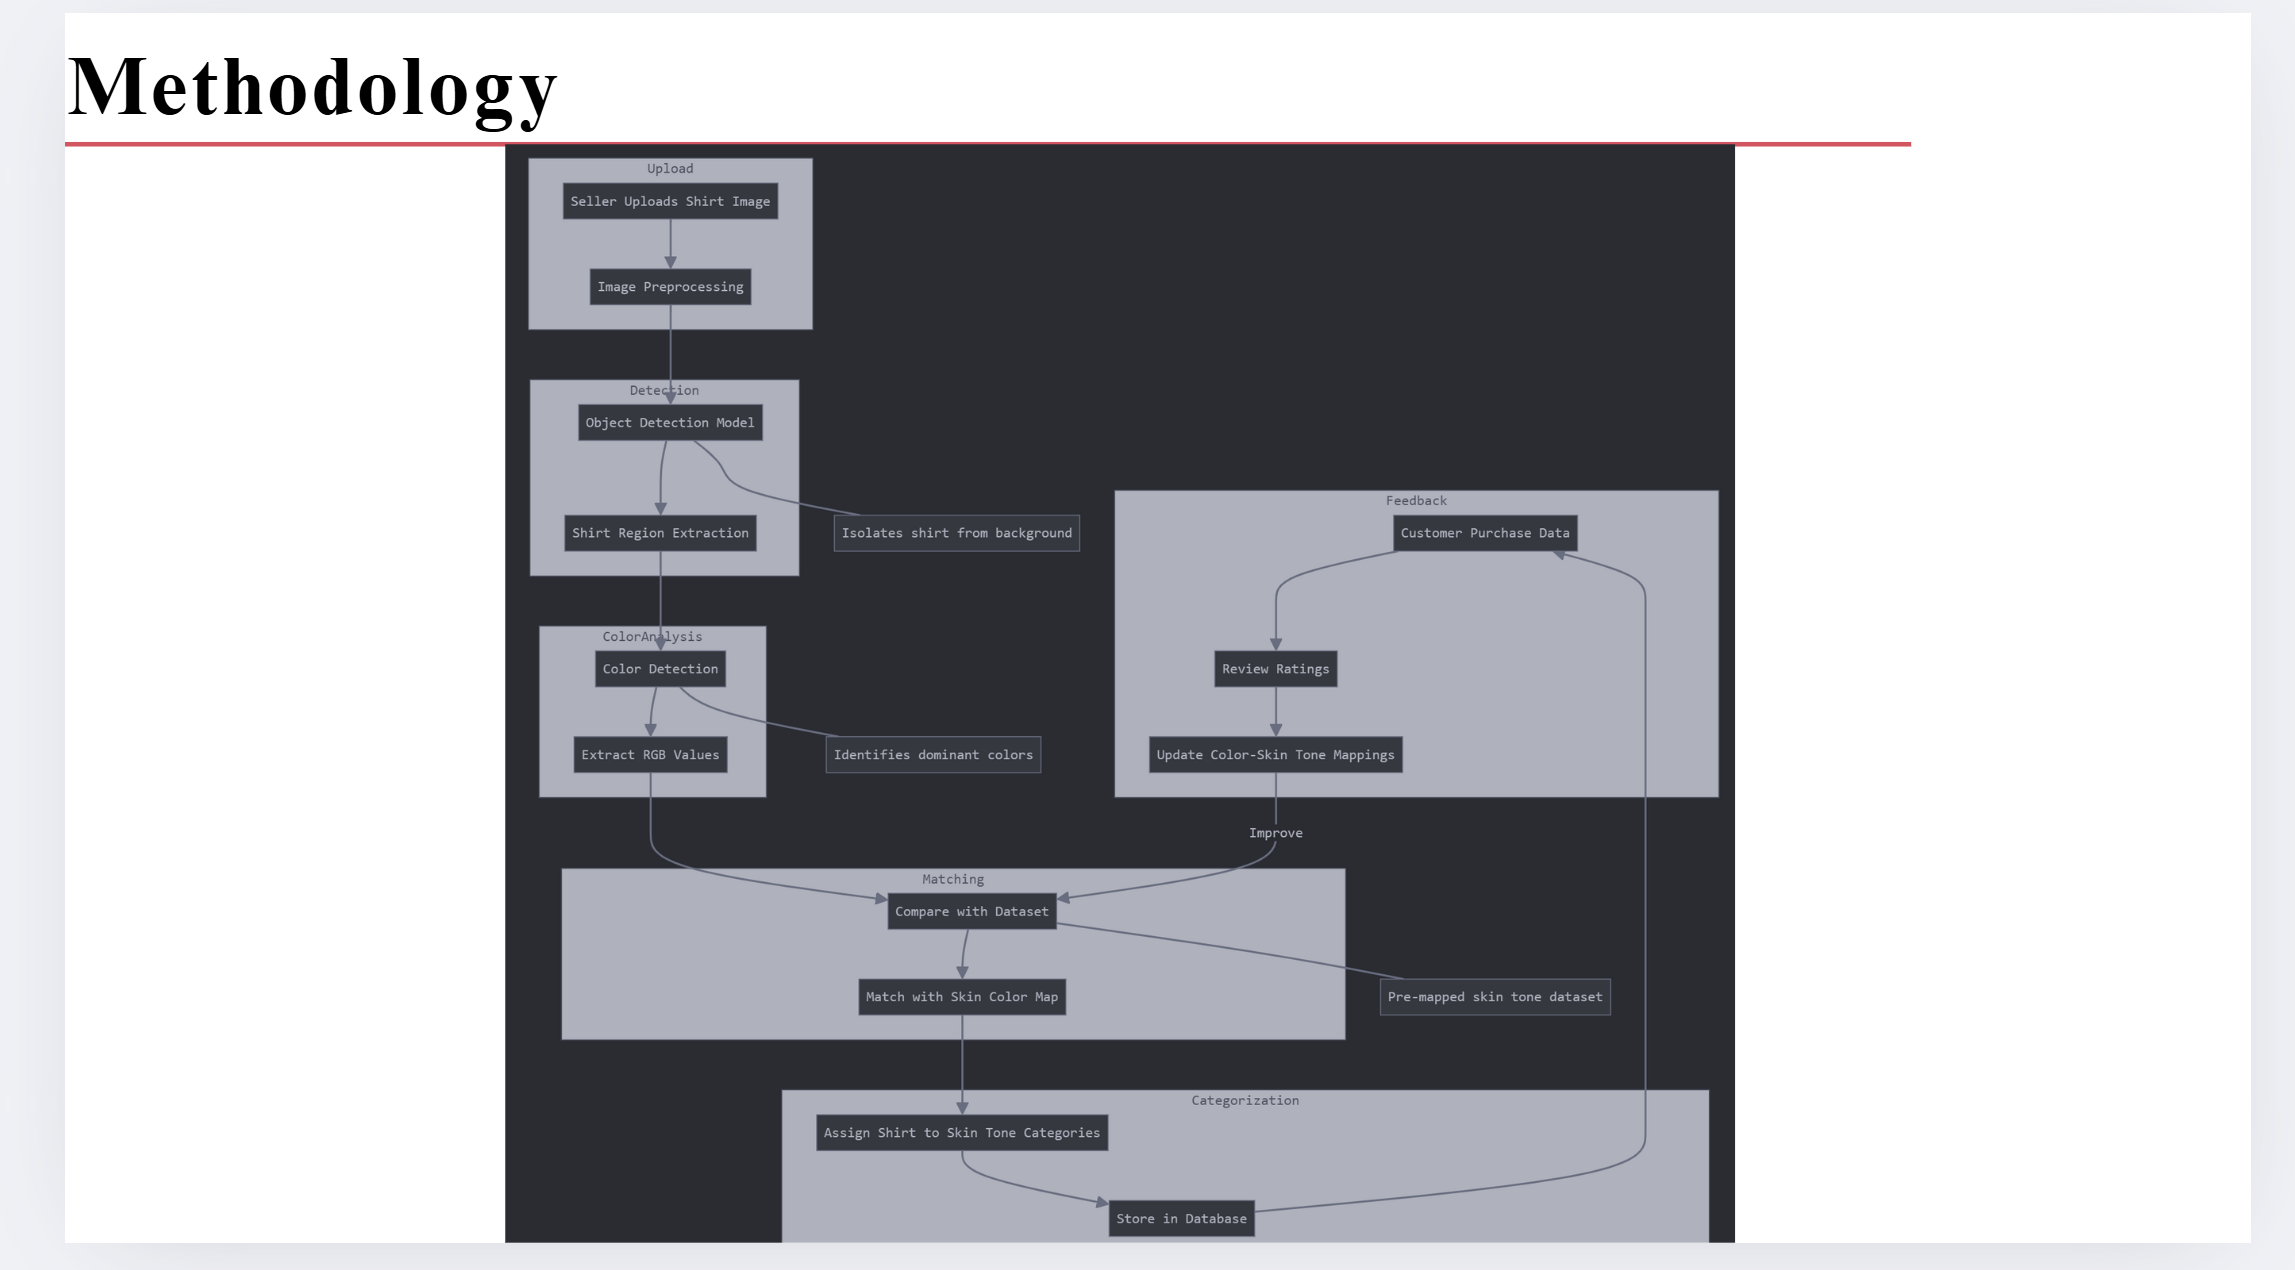 Methodology
Upload
Seller Uploads Shirt Image
Image Preprocessing
Detection
Object Detection Model
Shirt Region Extraction
Isolates shirt from background
ColorAnalysis
Color Detection
Extract RGB Values
Identifies dominant colors
Feedback
Customer Purchase Data
Review Ratings
Update Color-Skin Tone Mappings
Improve
Matching
Compare with Dataset
Match with Skin Color Map
Pre-mapped skin tone dataset
Categorization
Assign Shirt to Skin Tone Categories
Store in Database